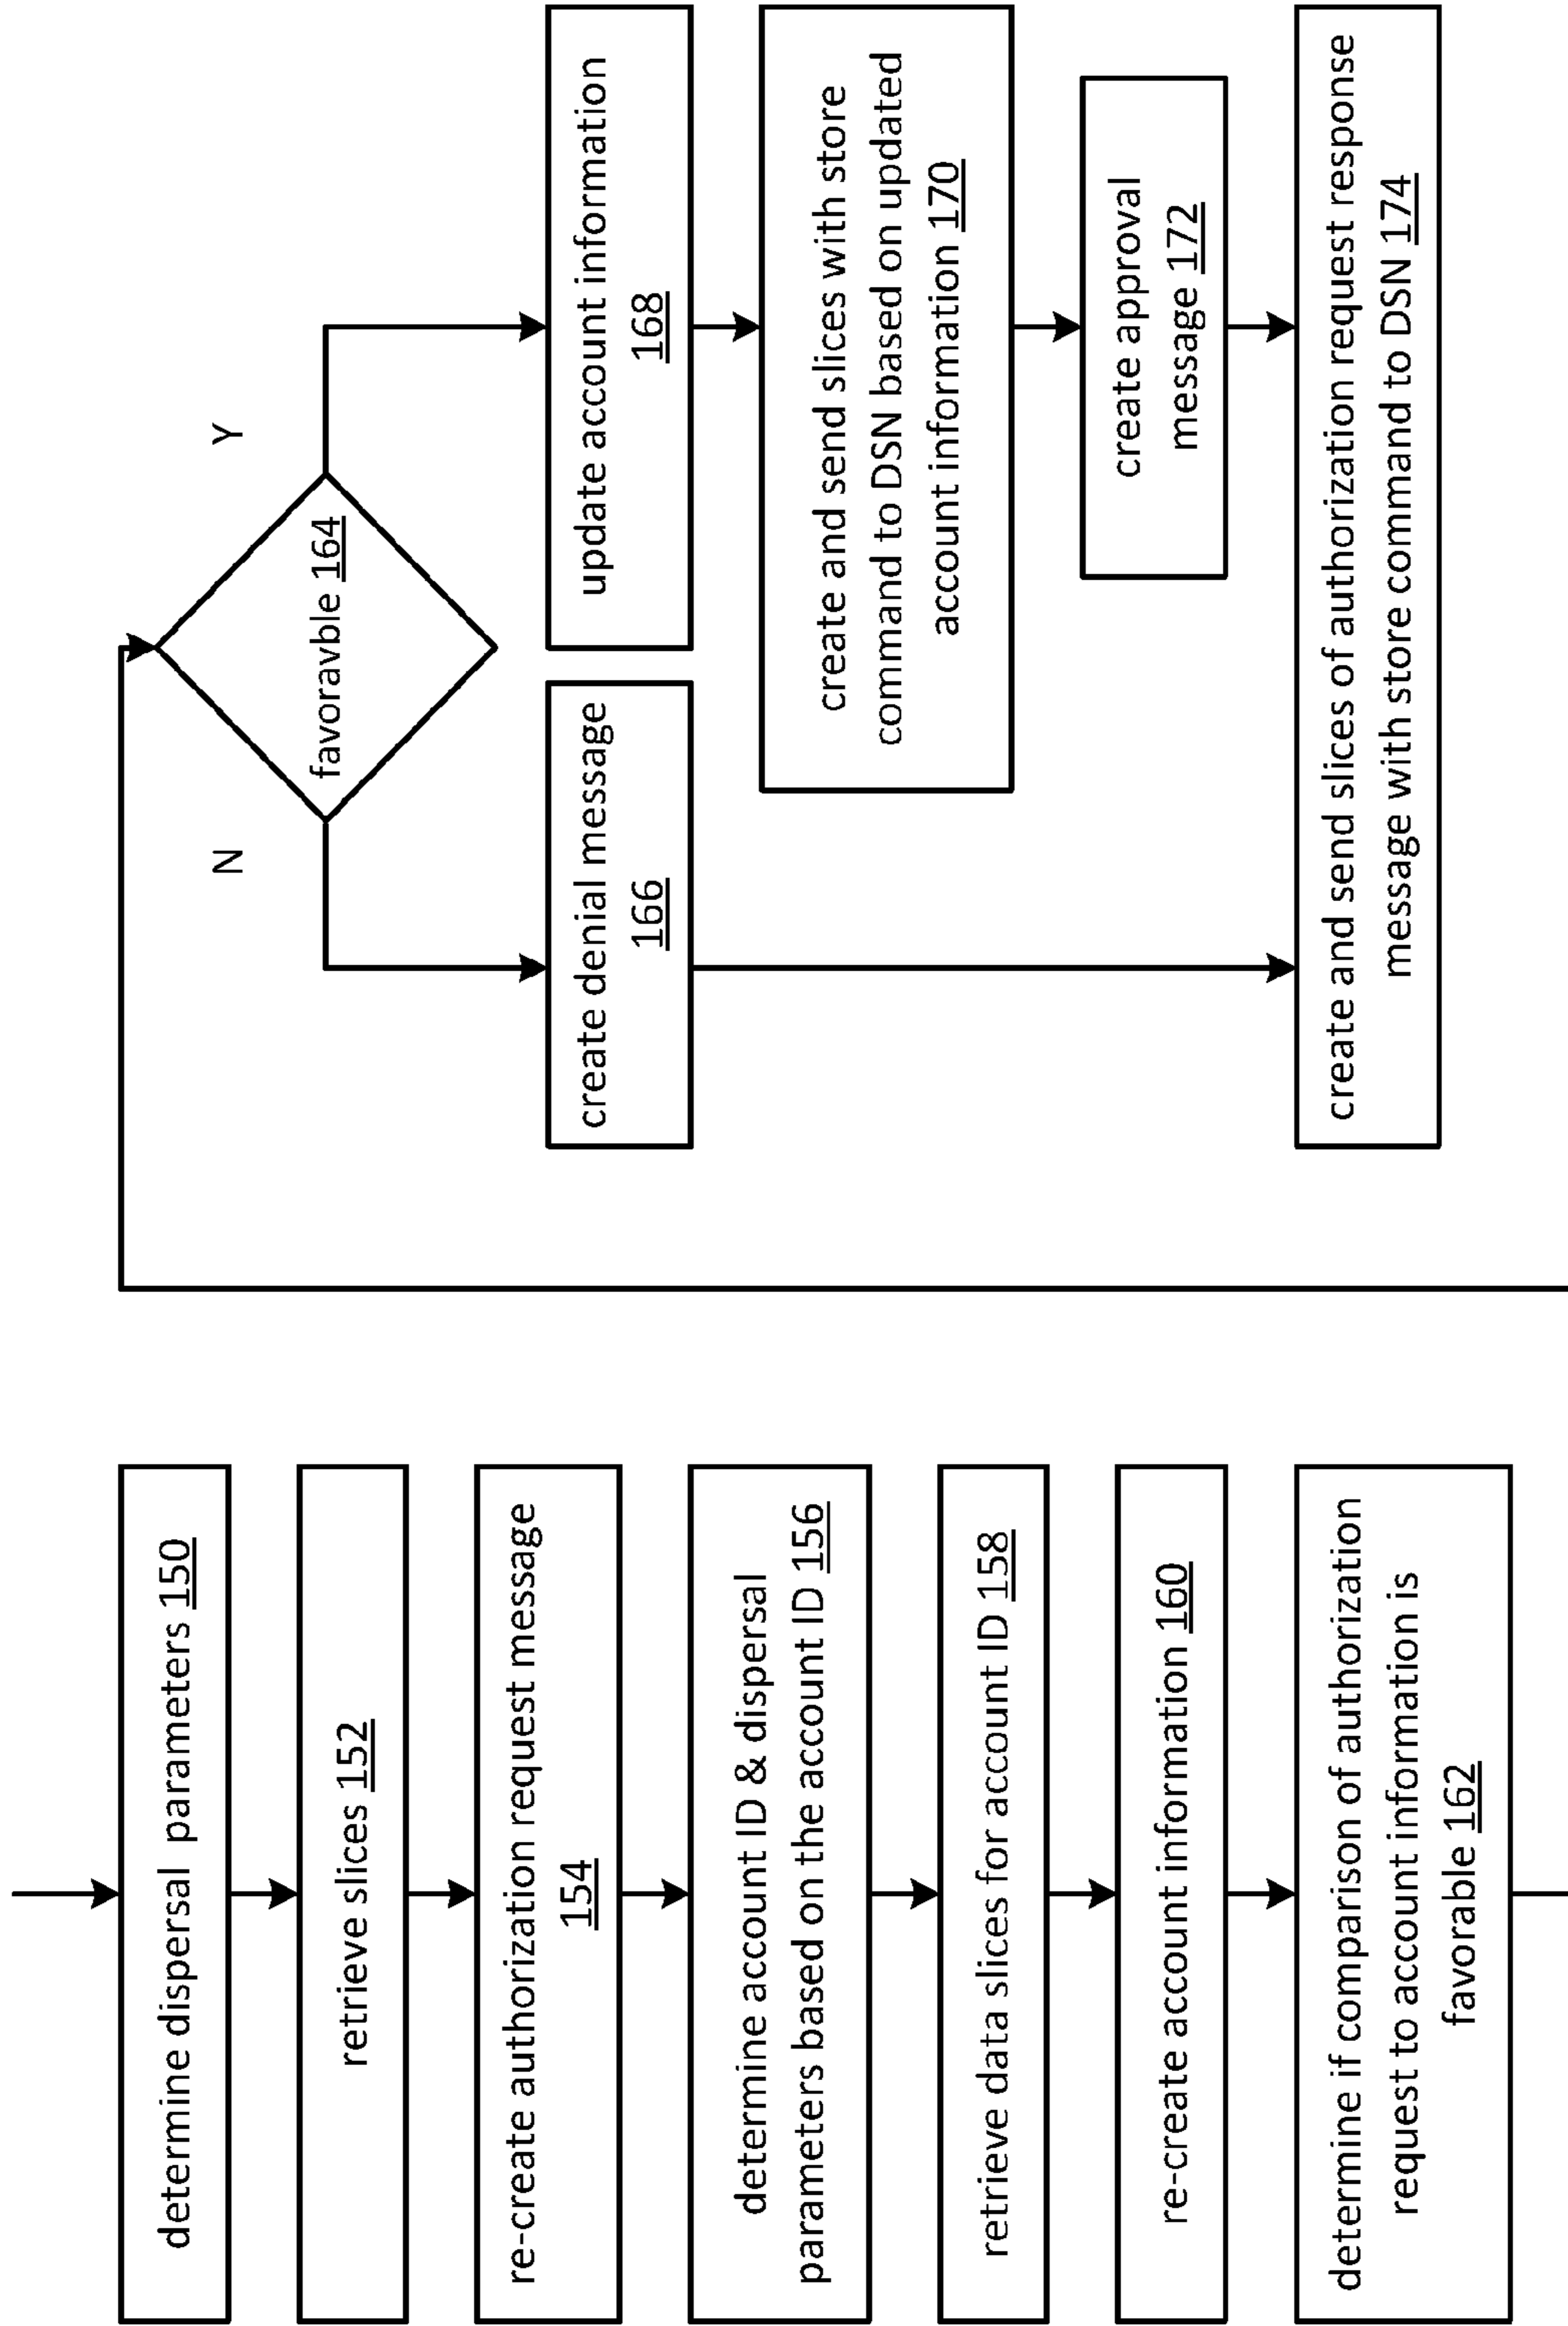 determine dispersal parameters 150
retrieve slices 152
re-create authorization request message
154
determine account ID & dispersal
parameters based on the account ID 156
retrieve data slices for account ID 158
re-create account information 160
determine if comparison of authorization
request to account information is
favorable 162
favoravble 164
N
Y
create denial message
166
update account information
168
create and send slices with store
command to DSN based on updated
account information 170
create approval
message 172
create and send slices of authorization request response
message with store command to DSN 174